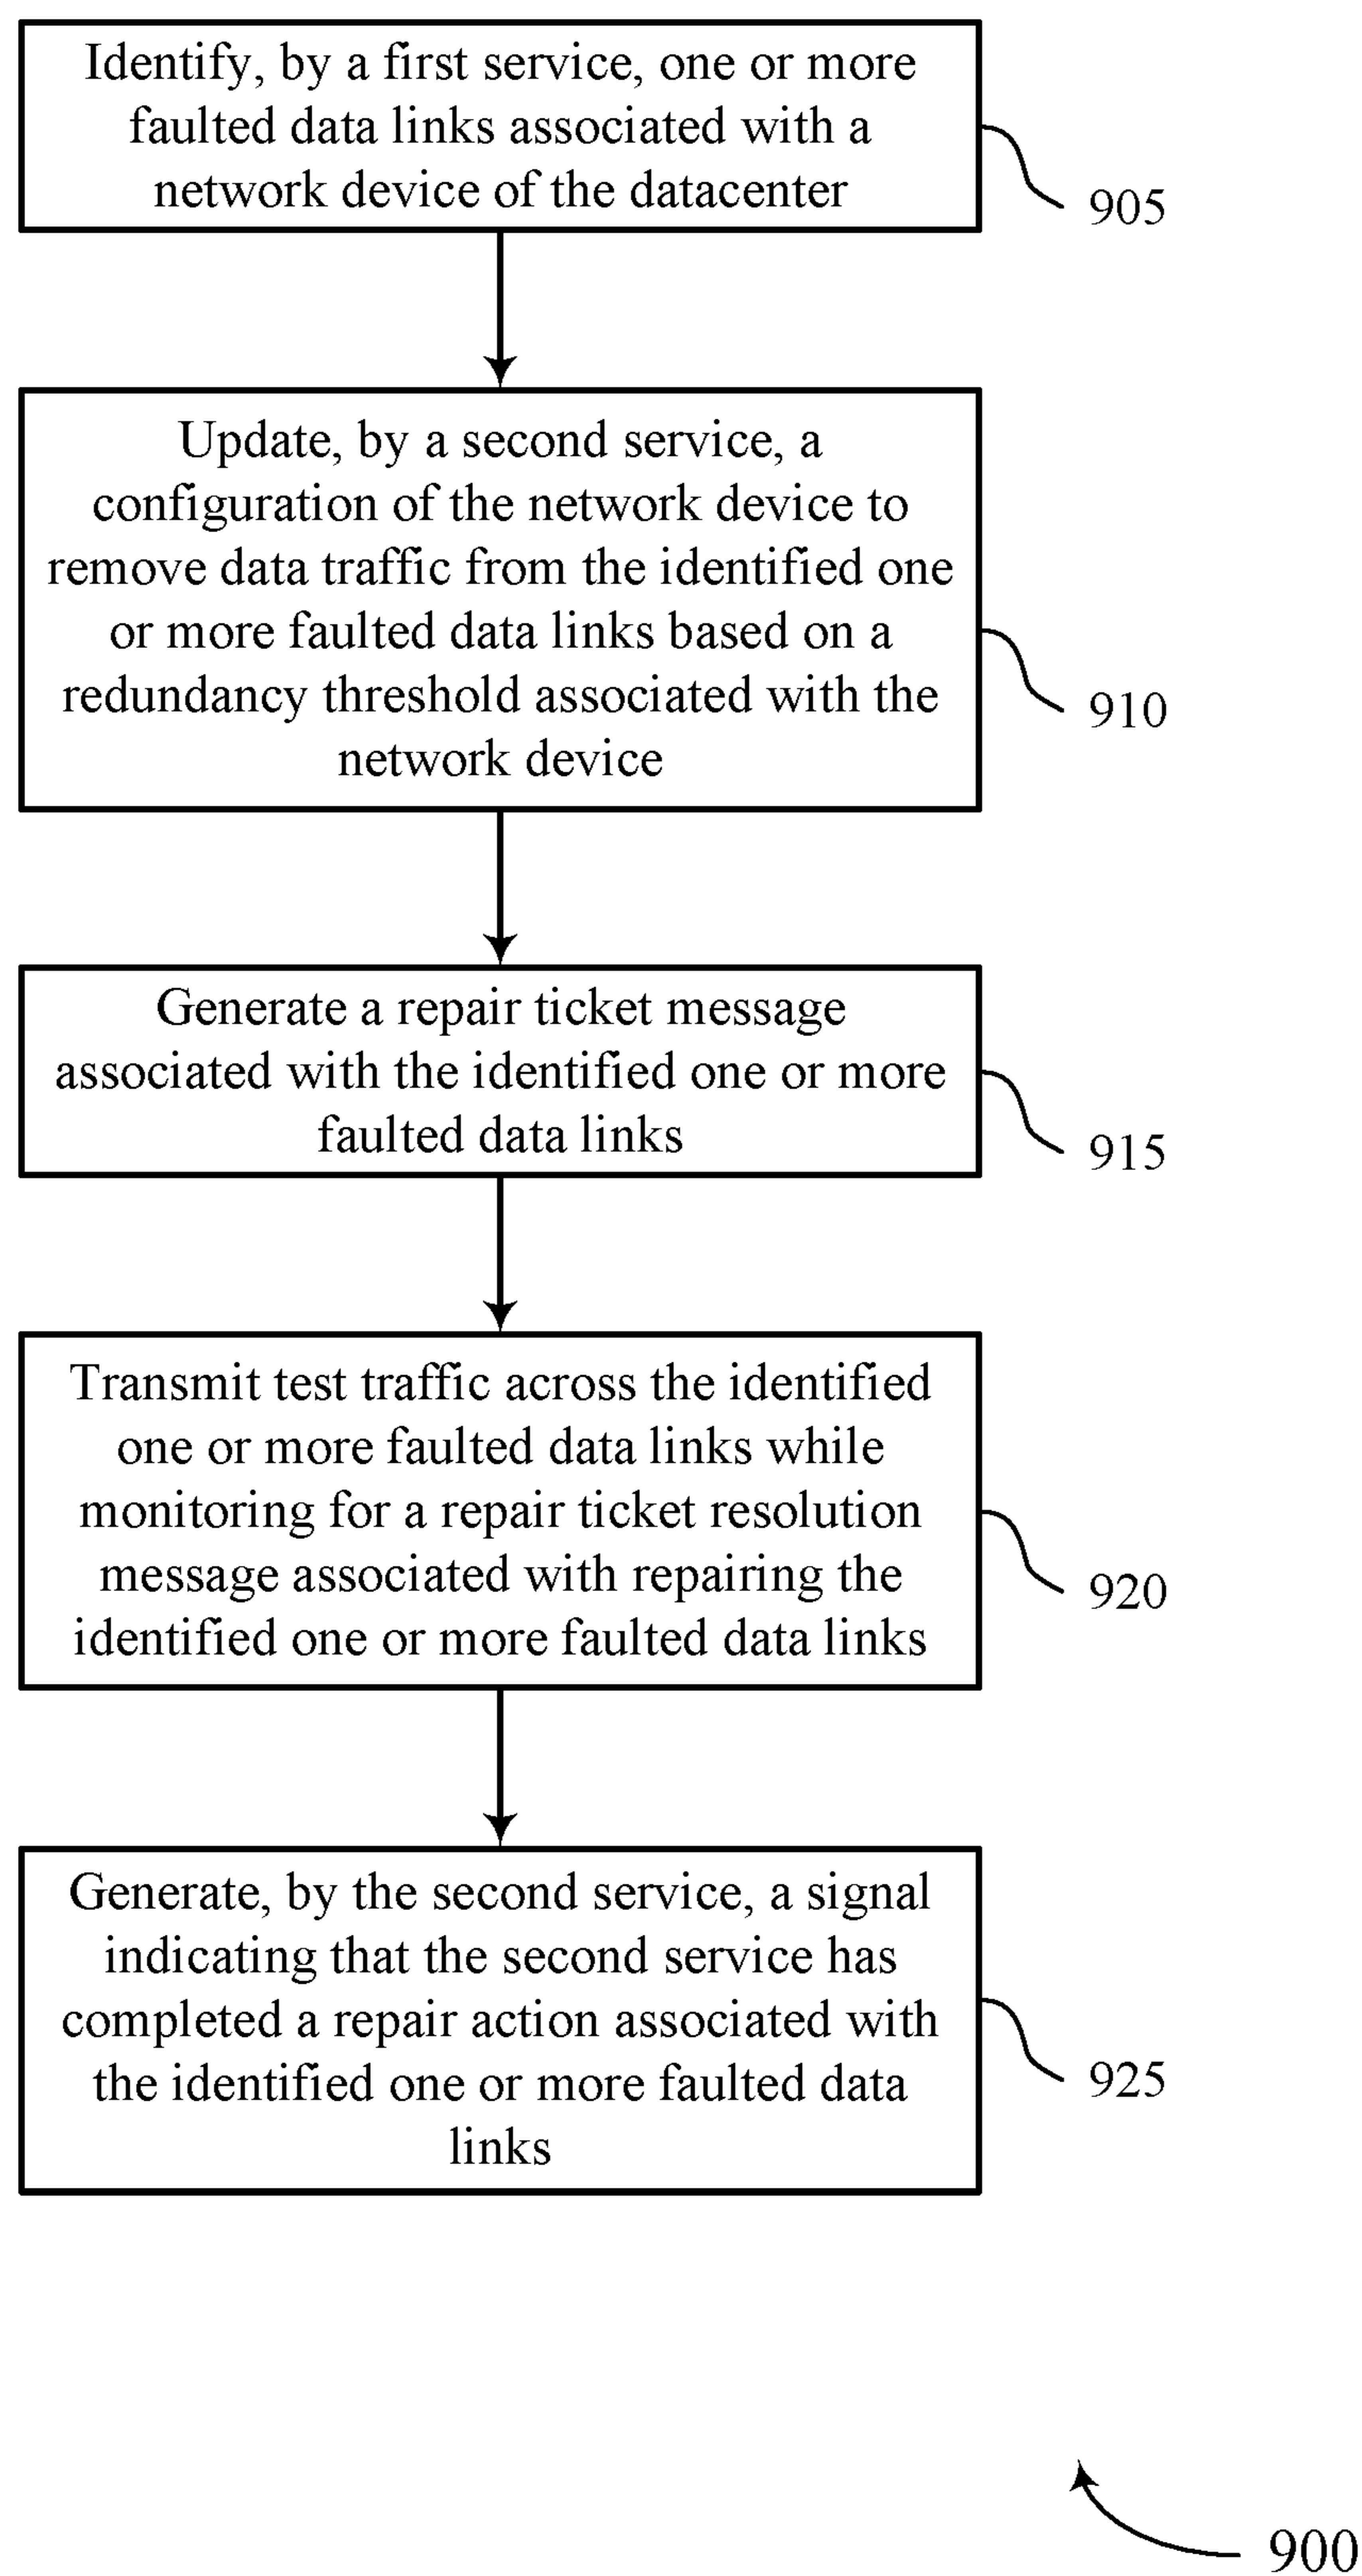 Identify, by a first service, one or more
faulted data links associated with a
network device of the datacenter
905
Update, by a second service, a
configuration of the network device to
remove data traffic from the identified one
or more faulted data links based on a
redundancy threshold associated with the
network device
910
Generate a repair ticket message
associated with the identified one or more
faulted data links
915
Transmit test traffic across the identified
one or more faulted data links while
monitoring for a repair ticket resolution
message associated with repairing the
identified one or more faulted data links
920
Generate, by the second service, a signal
indicating that the second service has
completed a repair action associated with
the identified one or more faulted data
links
925
900